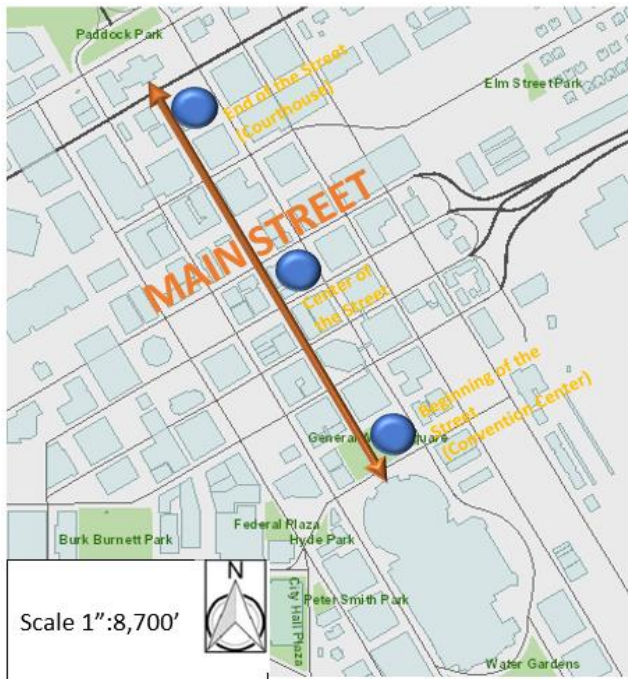 Paddock Park
End of the Street
(Courthouse)
Elm Street Park
MAIN STREET
Center of
the Street
Beginning of the
Street
(Convention Center)
General
quare
Federal Plaza
Hyde Park
Burk Burnett Park
City Hall Plaza
Peter Smith Park
Water Gardens
N
Scale 1”:8,700’